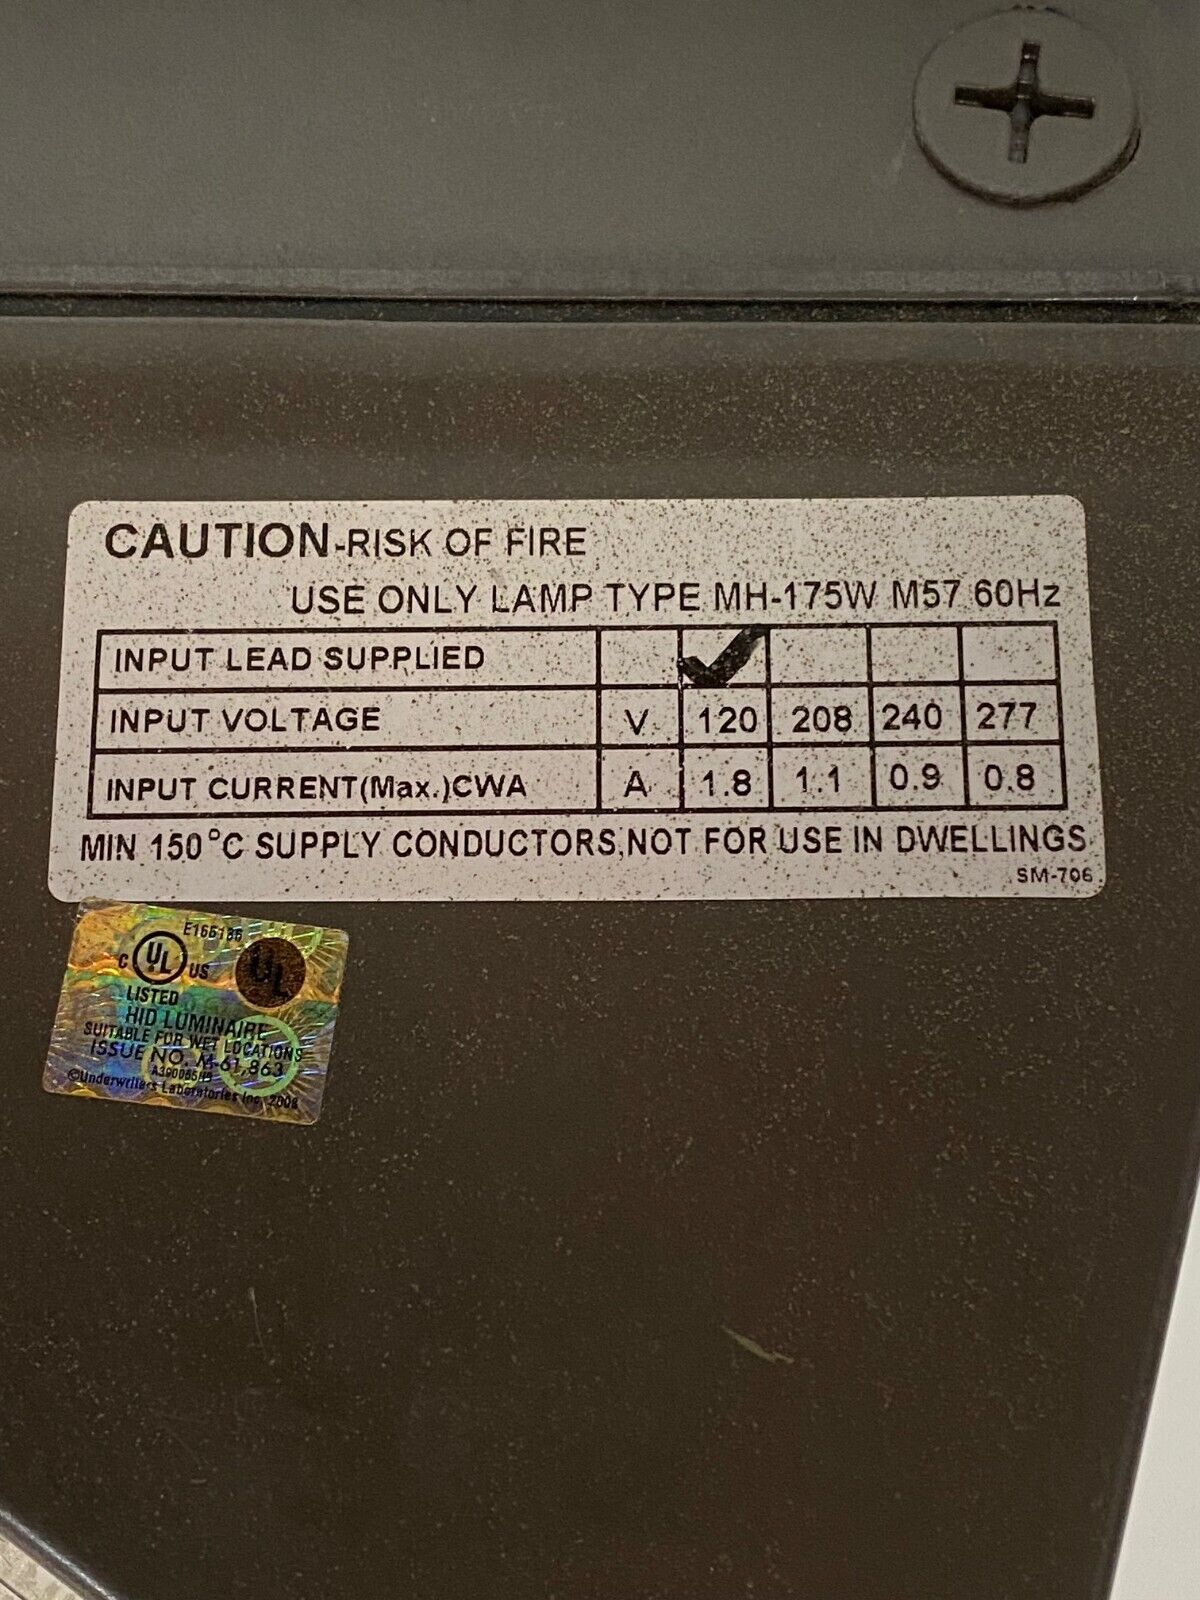 CAUTION-RISK OF FIRE
USE ONLY LAMP TYPE MH-175W M57 60Hz
INPUT LEAD SUPPLIED
INPUT VOLTAGE V 120 208 240 277
INPUT CURRENT(Max.)CWA A 1.8 1.1 0.9 0.8
MIN 150°C SUPPLY CONDUCTORS,NOT FOR USE IN DWELLINGS
SM-706
E155136
C UL US UL
LISTED
HID LUMINAIRE
SUITABLE FOR WET LOCATIONS
ISSUE NO. M-61,863
©Underwriters Laboratories Inc. 2008